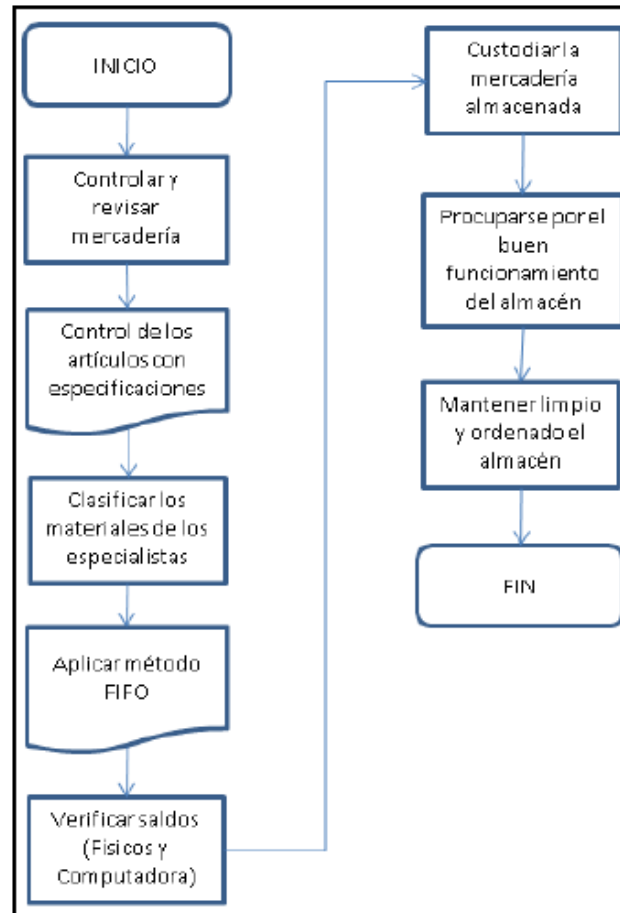 INICIO
Controlar y
revisar
mercadería
Control de los
artículos con
especificaciones
Clasificar los
materiales de los
especialistas
Aplicar método
FIFO
Verificar saldos
(Fisicos y
Computadora)
Custodiar la
mercadería
almacenada
Procuparse por el
buen
funcionamiento
del almacén
Mantener limpio
y ordenado el
almacén
FIN